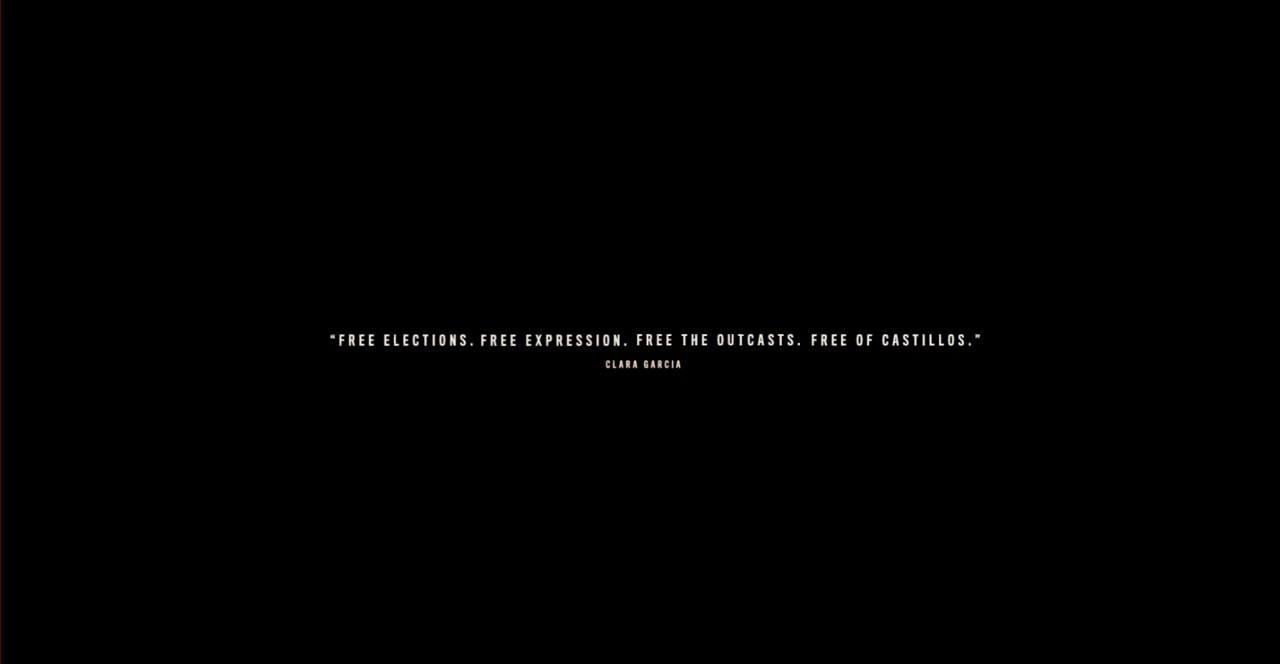 “FREE ELECTIONS. FREE EXPRESSION. FREE THE OUTCASTS. FREE OF CASTILLOS.”
CLARA GARCIA